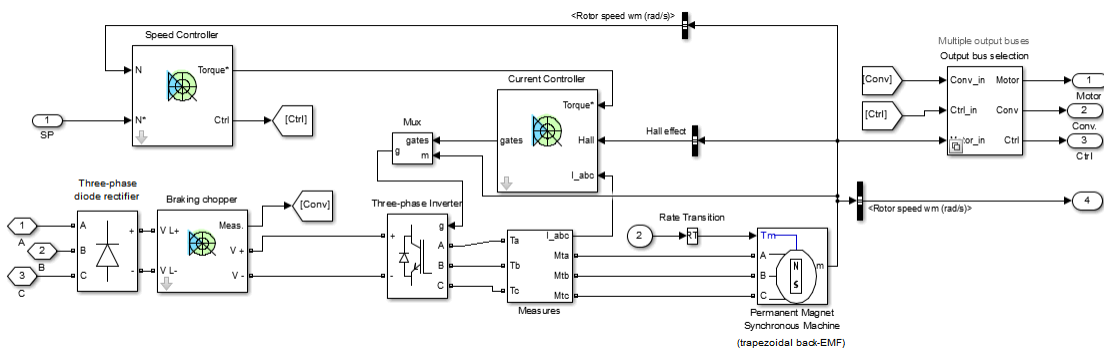 <Rotor speed wm (rad/s)>
Speed Controller
N
Torque*
N*
Ctrl
1
SP
[Ctrl]
Current Controller
Torque*
Hall
gates
I_abc
Mux
gates
g
m
Hall effect
Multiple output buses
Output bus selection
[Conv]
Conv_in
Motor
[Ctrl]
Ctrl_in
Conv
Ctrl
1
Motor
2
Conv.
3
Ctrl
<Rotor speed wm (rad/s)>
4
Three-phase
diode rectifier
1
A
2
B
3
C
A
B
C
+
-
Braking chopper
V L+
V L-
Meas.
V +
V -
[Conv]
Three-phase Inverter
g
+
-
A
B
C
Ta
Tb
Tc
I_abc
Mta
Mtb
Mtc
Measures
2
Rate Transition
RT
Tm
A
B
C
m
N
S
Permanent Magnet
Synchronous Machine
(trapezoidal back-EMF)